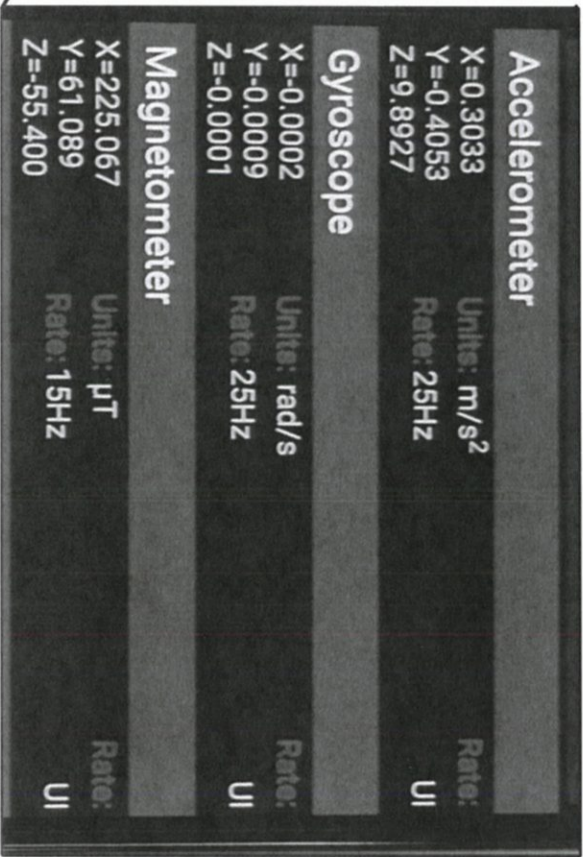 Accelerometer
X=0.3033 Units: m/s² Rate:
Y=-0.4053 Rate: 25Hz UI
Z=9.8927
Gyroscope
X=-0.0002 Units: rad/s Rate:
Y=-0.0009 Rate: 25Hz UI
Z=-0.0001
Magnetometer
X=225.067 Units: μT Rate:
Y=61.089 Rate: 15Hz UI
Z=-55.400